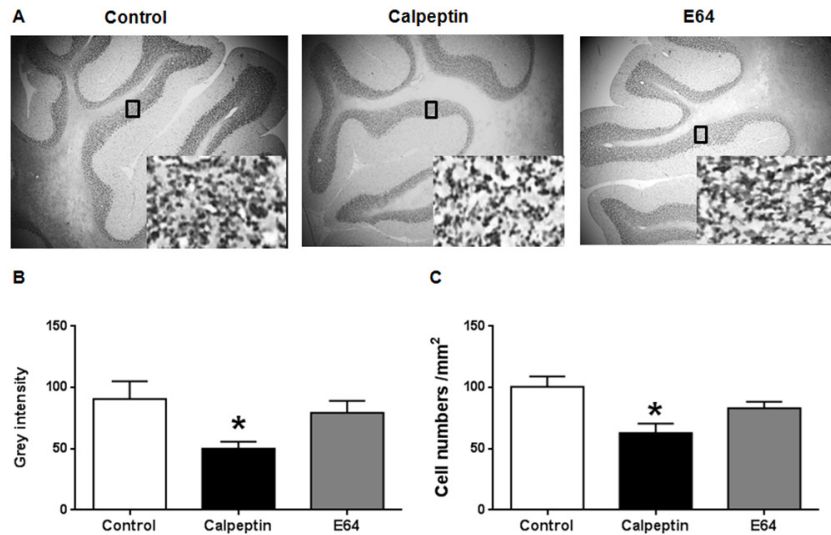 A
Control
Calpeptin
E64
B
C
150
100
50
0
Grey intensity
*
Control
Calpeptin
E64
150
100
50
0
Cell numbers /mm²
*
Control
Calpeptin
E64